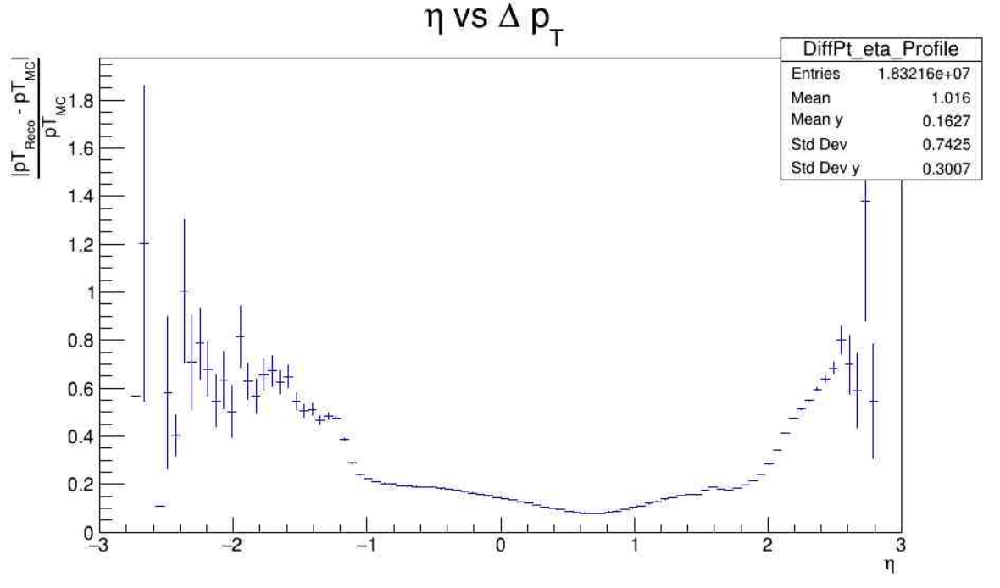 η vs Δ p_T
|pT_Reco - pT_MC|
pT_MC
DiffPt_eta_Profile
Entries 1.83216e+07
Mean 1.016
Mean y 0.1627
Std Dev 0.7425
Std Dev y 0.3007
1.8
1.6
1.4
1.2
1
0.8
0.6
0.4
0.2
0
−3 −2 −1 0 1 2 3
η